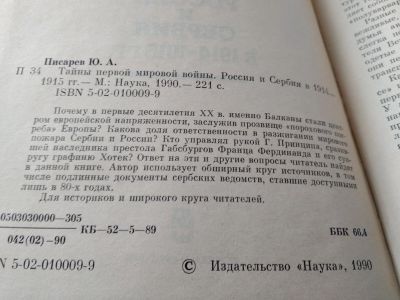 Писарев Ю. А.
П 34 Тайны первой мировой войны. Россия и Сербия в 1914—
1915 гг.— М.: Наука, 1990.— 221 с.
ISBN 5-02-010009-9
Почему в первые десятилетия XX в. именно Балканы стали цен-
ром европейской напряженности, заслужив прозвище «порохового по-
реба» Европы? Какова доля ответственности в разжигании мирового
пожара Сербии и России? Кто управлял рукой Г. Принципа, сразив-
шей наследника престола Габсбургов Франца Фердинанда и его суп-
ругу графиню Хотек? Ответ на эти и другие вопросы читатель найдет
в данной книге. Автор использует обширный круг источников, в том
числе подлинные документы сербских ведомств, ставшие доступными
лишь в 80-х годах.
Для историков и широкого круга читателей.
0503030000—305
042(02)—90
КБ—52—5—89
ББК 66.4
N 5-02-010009-9
© Издательство «Наука», 1990